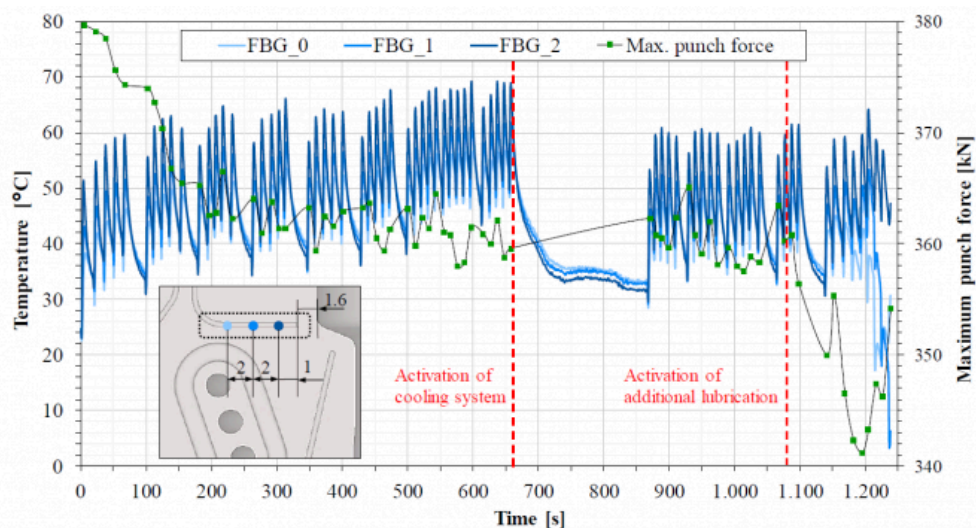 FBG_0 FBG_1 FBG_2 Max. punch force
Temperature [°C]
80
70
60
50
40
30
20
10
0
380
370
360
350
340
Maximum punch force [kN]
1.6
2 2 1
Activation of
cooling system
Activation of
additional lubrication
0 100 200 300 400 500 600 700 800 900 1.000 1.100 1.200
Time [s]